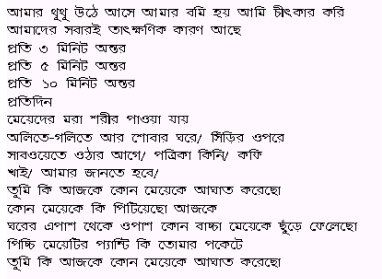 আমার থুথু উঠে আসে আমার বমি হয় আমি চীৎকার করি
আমাদের সবারই তাৎক্ষণিক কারণ আছে
প্রতি ৩ মিনিট অন্তর
প্রতি ৫ মিনিট অন্তর
প্রতি ১০ মিনিট অন্তর
প্রতিদিন
মেয়েদের মরা শরীর পাওয়া যায়
অলিতে-গলিতে আর শোবার ঘরে/ সিঁড়ির ওপরে
সাবওয়েতে ওঠার আগে/ পত্রিকা কিনি/ কফি
খাই/ আমার জানতে হবে/
তুমি কি আজকে কোন মেয়েকে আঘাত করেছো
কোন মেয়েকে কি পিটিয়েছো আজকে
ঘরের এপাশ থেকে ওপাশ কোন বাচ্চা মেয়েকে ছুঁড়ে ফেলেছো
পিচ্চি মেয়েটির প্যান্টি কি তোমার পকেটে
তুমি কি আজকে কোন মেয়েকে আঘাত করেছো